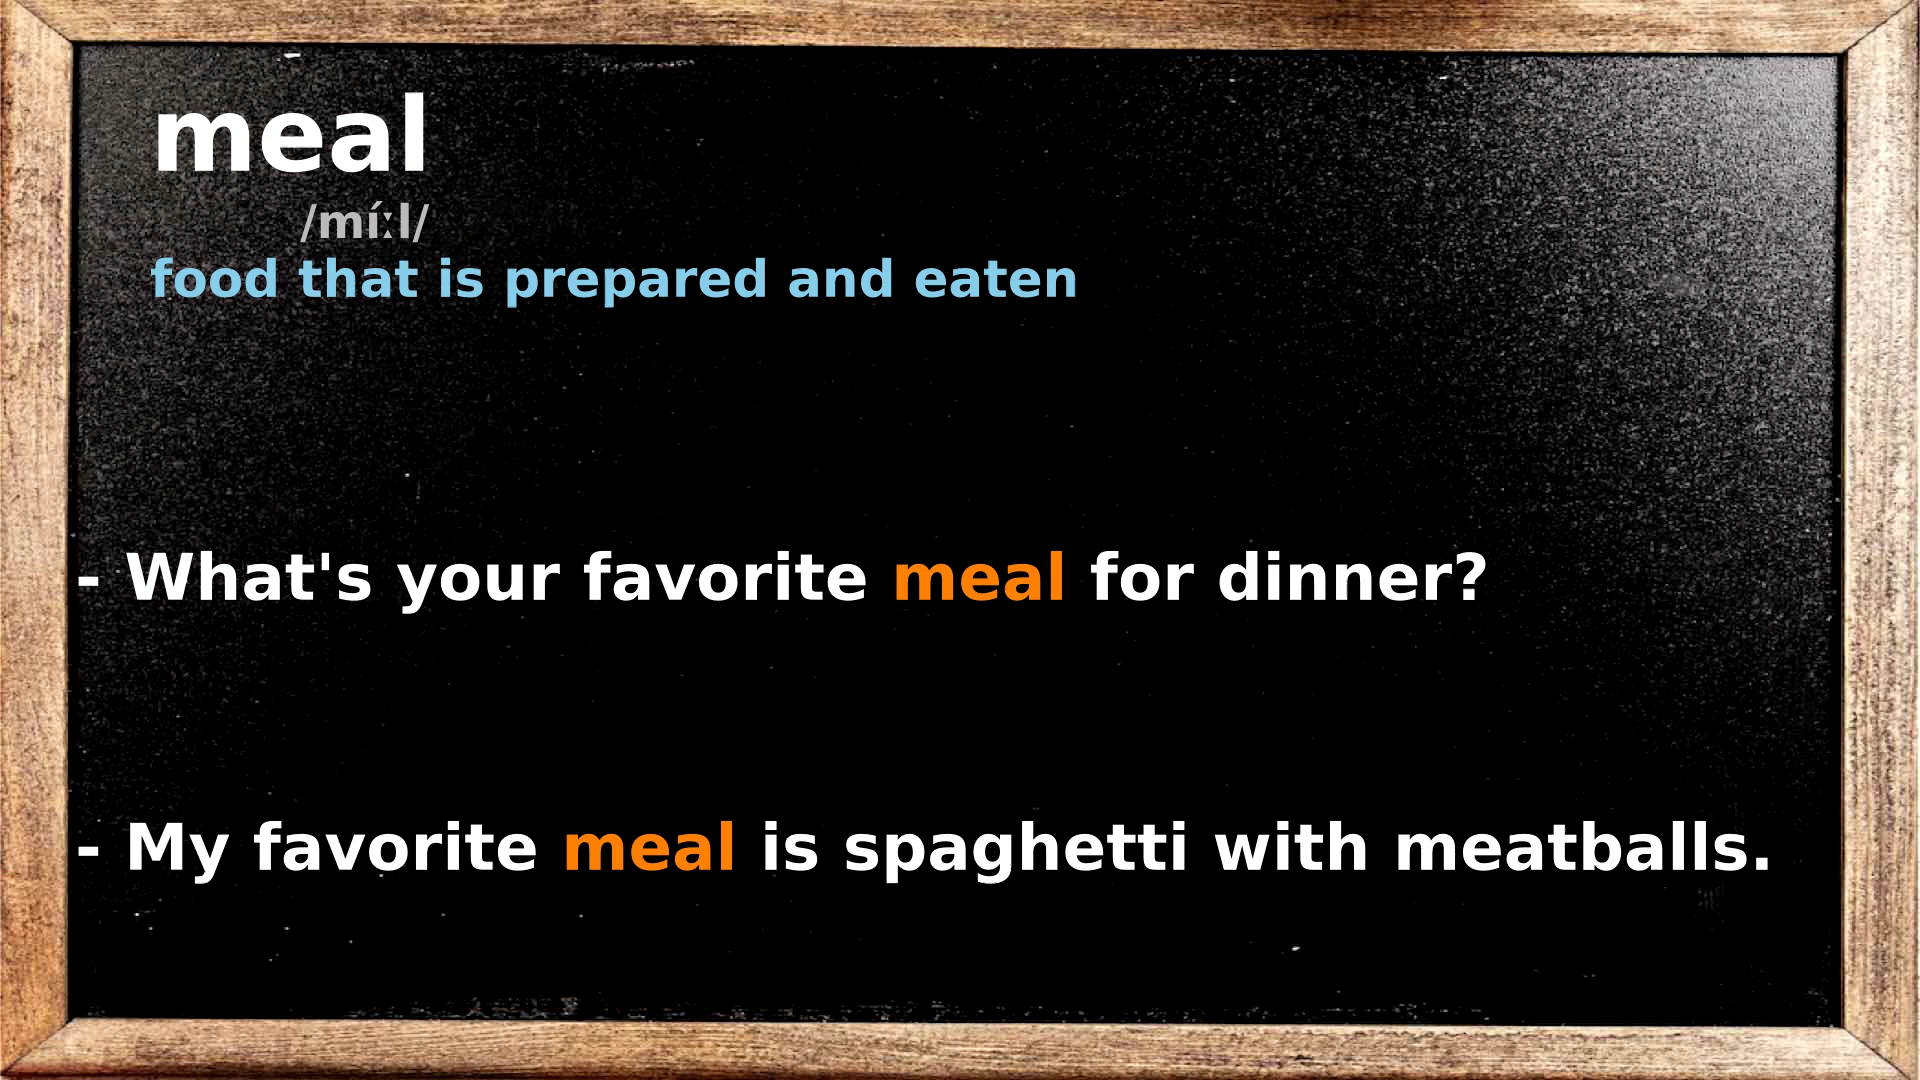 meal
/míːl/
food that is prepared and eaten
- What's your favorite meal for dinner?
- My favorite meal is spaghetti with meatballs.